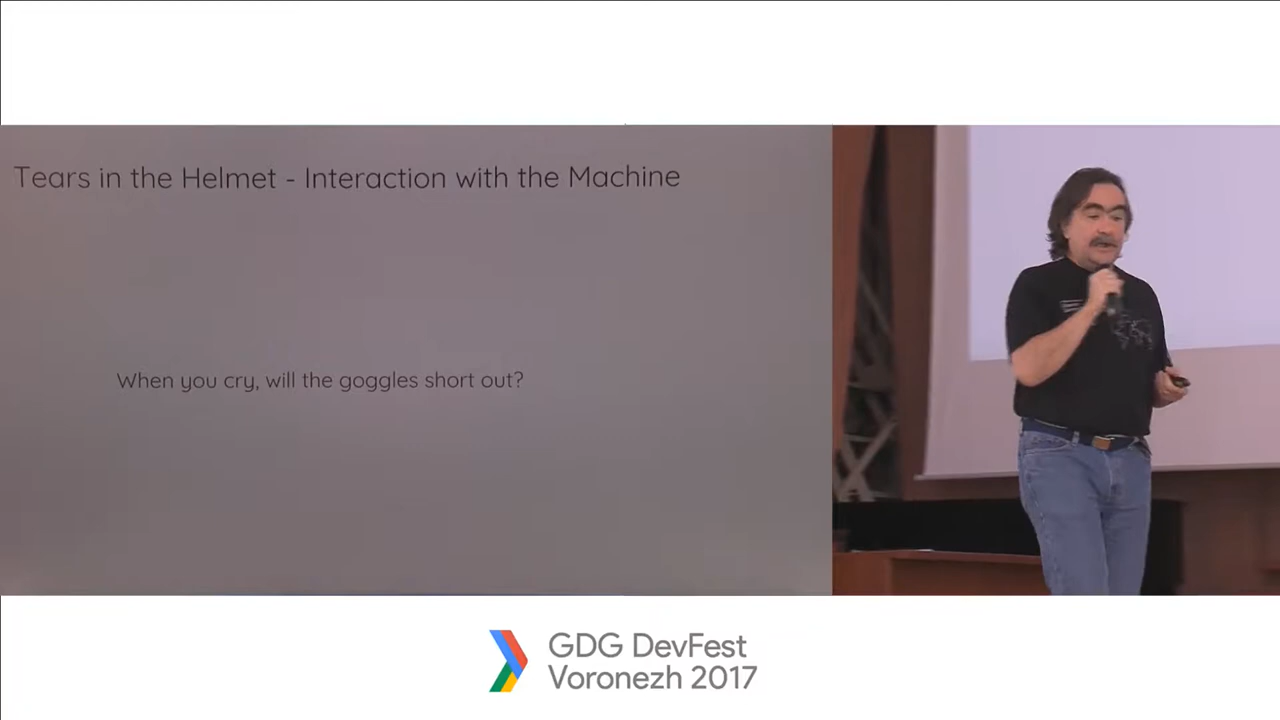 Tears in the Helmet - Interaction with the Machine
When you cry, will the goggles short out?
GDG DevFest
Voronezh 2017